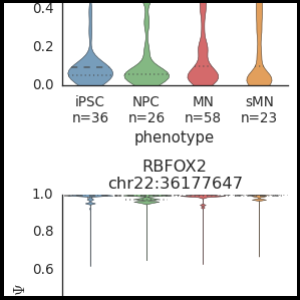 0.4
0.2
0.0
iPSC NPC MN sMN
n=36 n=26 n=58 n=23
phenotype
RBFOX2
chr22:36177647
1.0
0.8
0.6
Ψ